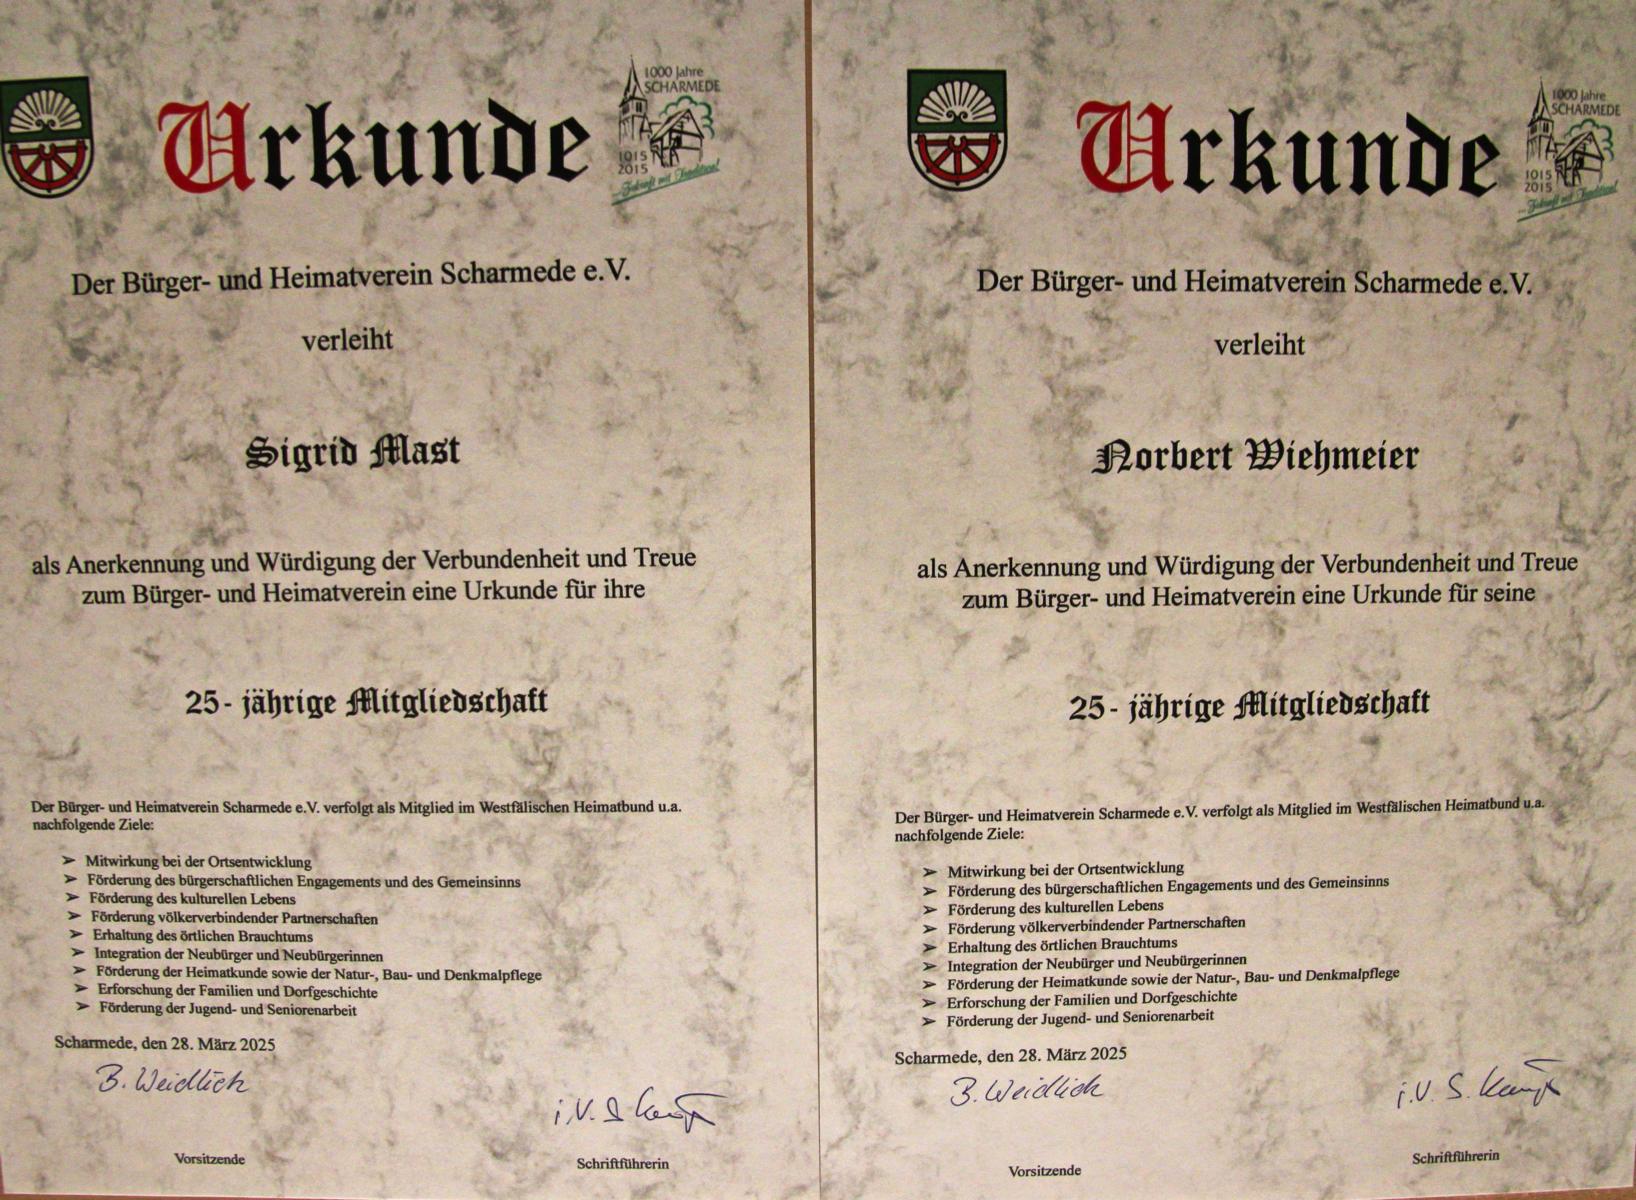 Urkunde
1000 Jahre
SCHARMEDE
1015
2015
Zukunft mit Tradition!
Der Bürger- und Heimatverein Scharmede e.V.
verleiht
Sigrid Mast
als Anerkennung und Würdigung der Verbundenheit und Treue
zum Bürger- und Heimatverein eine Urkunde für ihre
25- jährige Mitgliedschaft
Der Bürger- und Heimatverein Scharmede e.V. verfolgt als Mitglied im Westfälischen Heimatbund u.a.
nachfolgende Ziele:
➢ Mitwirkung bei der Ortsentwicklung
➢ Förderung des bürgerschaftlichen Engagements und des Gemeinsinns
➢ Förderung des kulturellen Lebens
➢ Förderung völkerverbindender Partnerschaften
➢ Erhaltung des örtlichen Brauchtums
➢ Integration der Neubürger und Neubürgerinnen
➢ Förderung der Heimatkunde sowie der Natur-, Bau- und Denkmalpflege
➢ Erforschung der Familien und Dorfgeschichte
➢ Förderung der Jugend- und Seniorenarbeit
Scharmede, den 28. März 2025
B. Weidlich
i.V. S.
Vorsitzende
Schriftführerin
Urkunde
1000 Jahre
SCHARMEDE
1015
2015
Zukunft mit Tradition!
Der Bürger- und Heimatverein Scharmede e.V.
verleiht
Norbert Wiehmeier
als Anerkennung und Würdigung der Verbundenheit und Treue
zum Bürger- und Heimatverein eine Urkunde für seine
25- jährige Mitgliedschaft
Der Bürger- und Heimatverein Scharmede e.V. verfolgt als Mitglied im Westfälischen Heimatbund u.a.
nachfolgende Ziele:
➢ Mitwirkung bei der Ortsentwicklung
➢ Förderung des bürgerschaftlichen Engagements und des Gemeinsinns
➢ Förderung des kulturellen Lebens
➢ Förderung völkerverbindender Partnerschaften
➢ Erhaltung des örtlichen Brauchtums
➢ Integration der Neubürger und Neubürgerinnen
➢ Förderung der Heimatkunde sowie der Natur-, Bau- und Denkmalpflege
➢ Erforschung der Familien und Dorfgeschichte
➢ Förderung der Jugend- und Seniorenarbeit
Scharmede, den 28. März 2025
B. Weidlich
i.V. S.
Vorsitzende
Schriftführerin